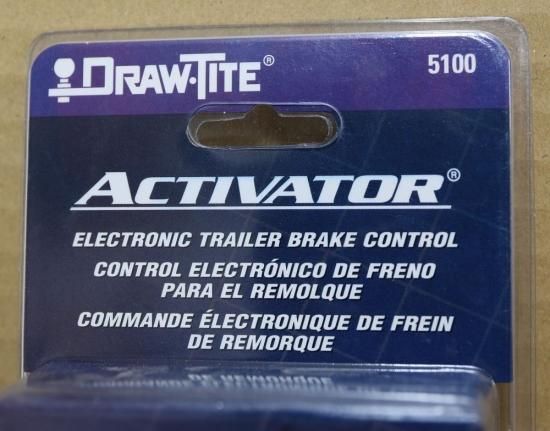 DRAW•TITE®
5100
ACTIVATOR®
ELECTRONIC TRAILER BRAKE CONTROL
CONTROL ELECTRÓNICO DE FRENO
PARA EL REMOLQUE
COMMANDE ÉLECTRONIQUE DE FREIN
DE REMORQUE